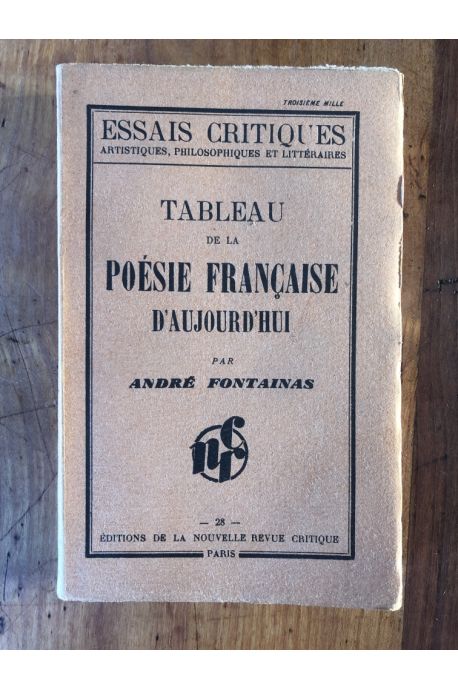 TROISIÈME MILLE
ESSAIS CRITIQUES
ARTISTIQUES, PHILOSOPHIQUES ET LITTÉRAIRES
TABLEAU
DE LA
POÉSIE FRANÇAISE
D'AUJOURD'HUI
PAR
ANDRÉ FONTAINAS
nrc
— 28 —
ÉDITIONS DE LA NOUVELLE REVUE CRITIQUE
PARIS